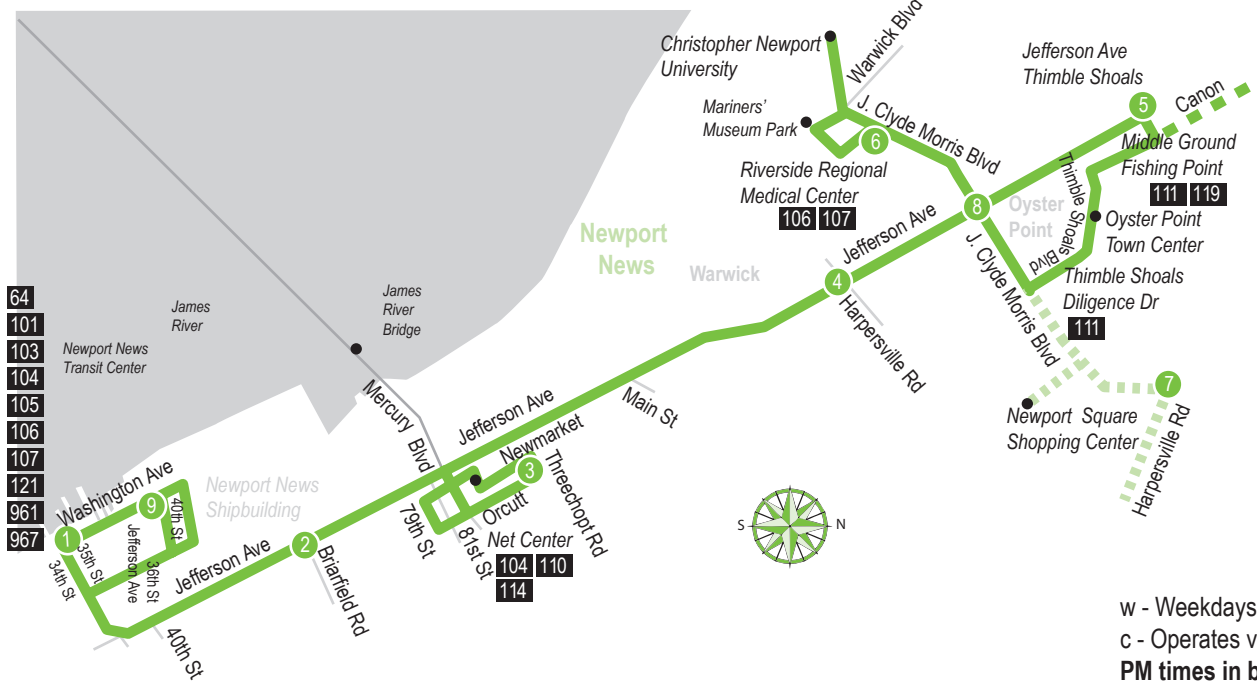 Christopher Newport
University
Warwick Blvd
Jefferson Ave
Thimble Shoals
5
Canon
Mariners'
Museum Park
J. Clyde Morris Blvd
6
Middle Ground
Fishing Point
111 119
Riverside Regional
Medical Center
106 107
Thimble Shoals Blvd
8
Oyster
Point
Oyster Point
Town Center
Newport
News
Jefferson Ave
Warwick
4
J. Clyde Morris Blvd
Thimble Shoals
Diligence Dr
111
Harpersville Rd
64
101
103
104
105
106
107
121
961
967
James
River
James
River
Bridge
Newport News
Transit Center
Mercury Blvd
Main St
7
Newport Square
Shopping Center
Harpersville Rd
Jefferson Ave
Newmarket
3
Threechopt Rd
Orcutt
79th St
81st St
Net Center
104 110
114
Washington Ave
9
40th St
Newport News
Shipbuilding
1
35th St
34th St
Jefferson Ave
36th St
Jefferson Ave
2
Briarfield Rd
40th St
S N
w - Weekdays
c - Operates v
PM times in b